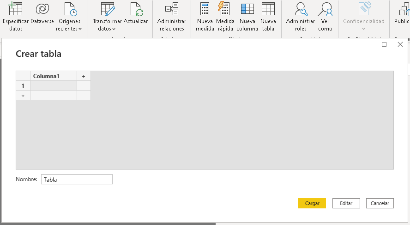 Especificar Dataverse Orígenes Transformar Actualizar Administrar Nueva Medida Nueva Nueva Administrar Ver Confidencialidad Public
datos recientes datos relaciones medida rápida columna tabla roles como
Crear tabla
Columna1 +
1
+
Nombre: Tabla
Cargar Editar Cancelar